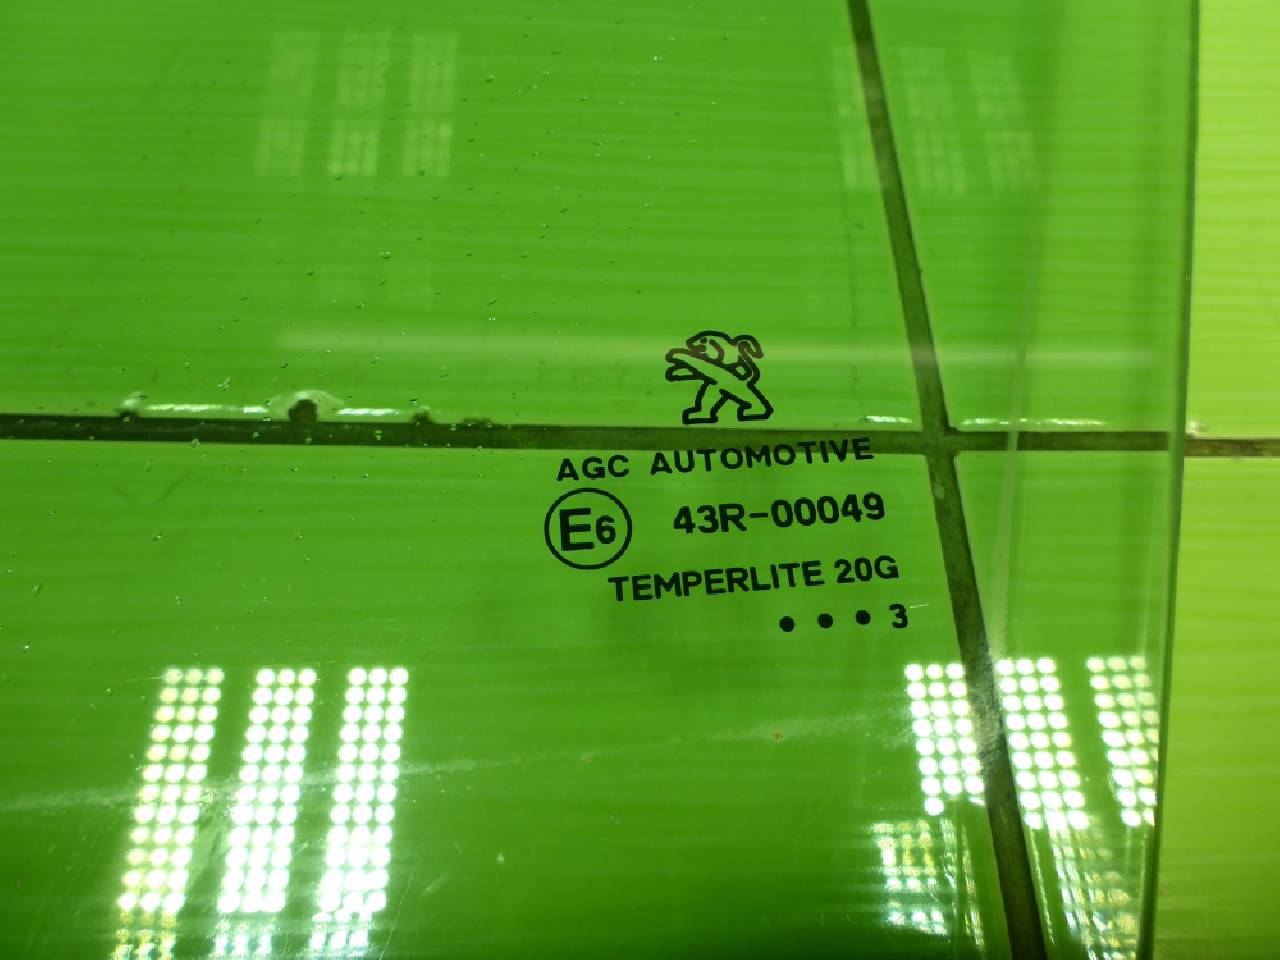 AGC AUTOMOTIVE
E6 43R-00049
TEMPERLITE 20G
• • • 3